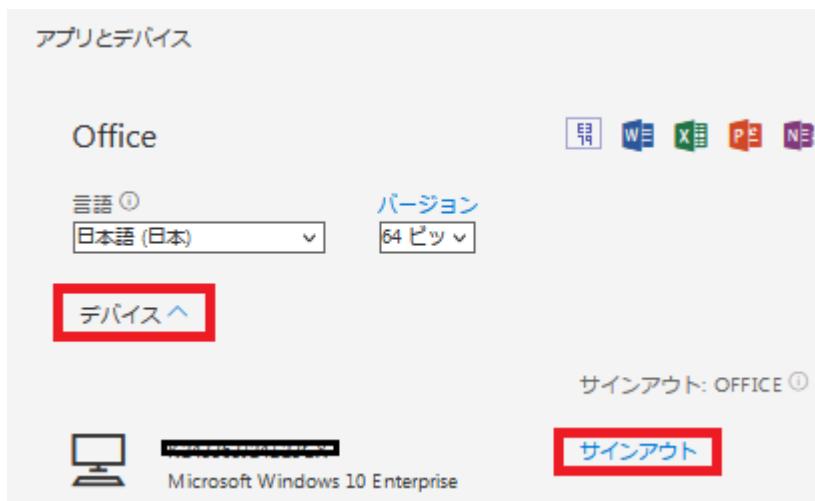 アプリとデバイス
Office
言語
バージョン
日本語 (日本)
64 ビッ
デバイス
サインアウト: OFFICE
サインアウト
Microsoft Windows 10 Enterprise